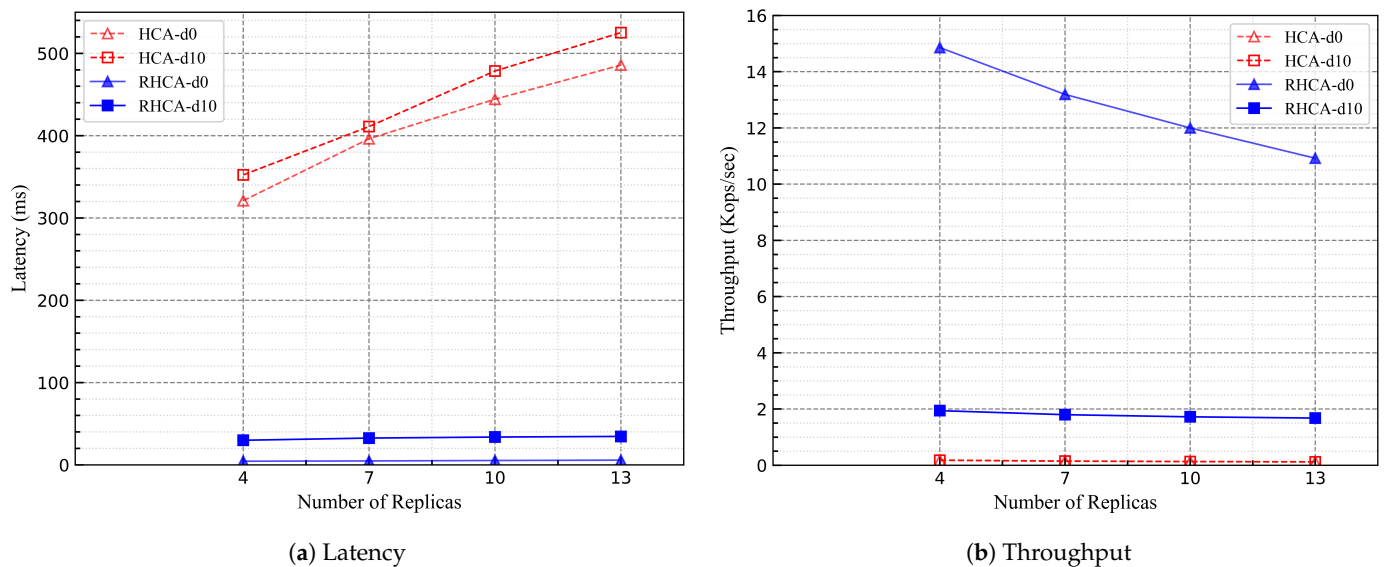 HCA-d0
HCA-d10
RHCA-d0
RHCA-d10
500
400
300
200
100
0
Latency (ms)
4 7 10 13
Number of Replicas
(a) Latency
HCA-d0
HCA-d10
RHCA-d0
RHCA-d10
16
14
12
10
8
6
4
2
0
Throughput (Kops/sec)
4 7 10 13
Number of Replicas
(b) Throughput